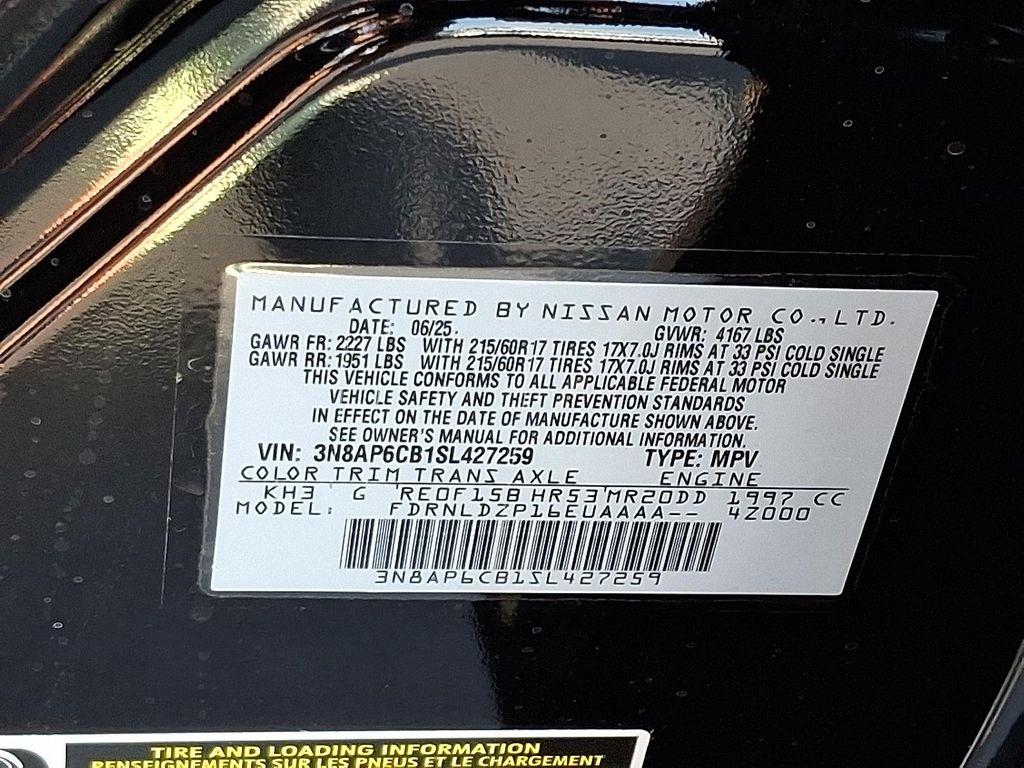 MANUFACTURED BY NISSAN MOTOR CO., LTD.
DATE: 06/25. GVWR: 4167 LBS
GAWR FR: 2227 LBS WITH 215/60R17 TIRES 17X7.0J RIMS AT 33 PSI COLD SINGLE
GAWR RR: 1951 LBS WITH 215/60R17 TIRES 17X7.0J RIMS AT 33 PSI COLD SINGLE
THIS VEHICLE CONFORMS TO ALL APPLICABLE FEDERAL MOTOR
VEHICLE SAFETY AND THEFT PREVENTION STANDARDS
IN EFFECT ON THE DATE OF MANUFACTURE SHOWN ABOVE.
SEE OWNER'S MANUAL FOR ADDITIONAL INFORMATION.
VIN: 3N8AP6CB1SL427259 TYPE: MPV
COLOR TRIM TRANS AXLE ENGINE
KH3 G RE0F15B HR53 MR20DD 1997 CC
MODEL: FDRNLDZP16EUAAAA-- 4Z000
3N8AP6CB1SL427259
TIRE AND LOADING INFORMATION
RENSEIGNEMENTS SUR LES PNEUS ET LE CHARGEMENT